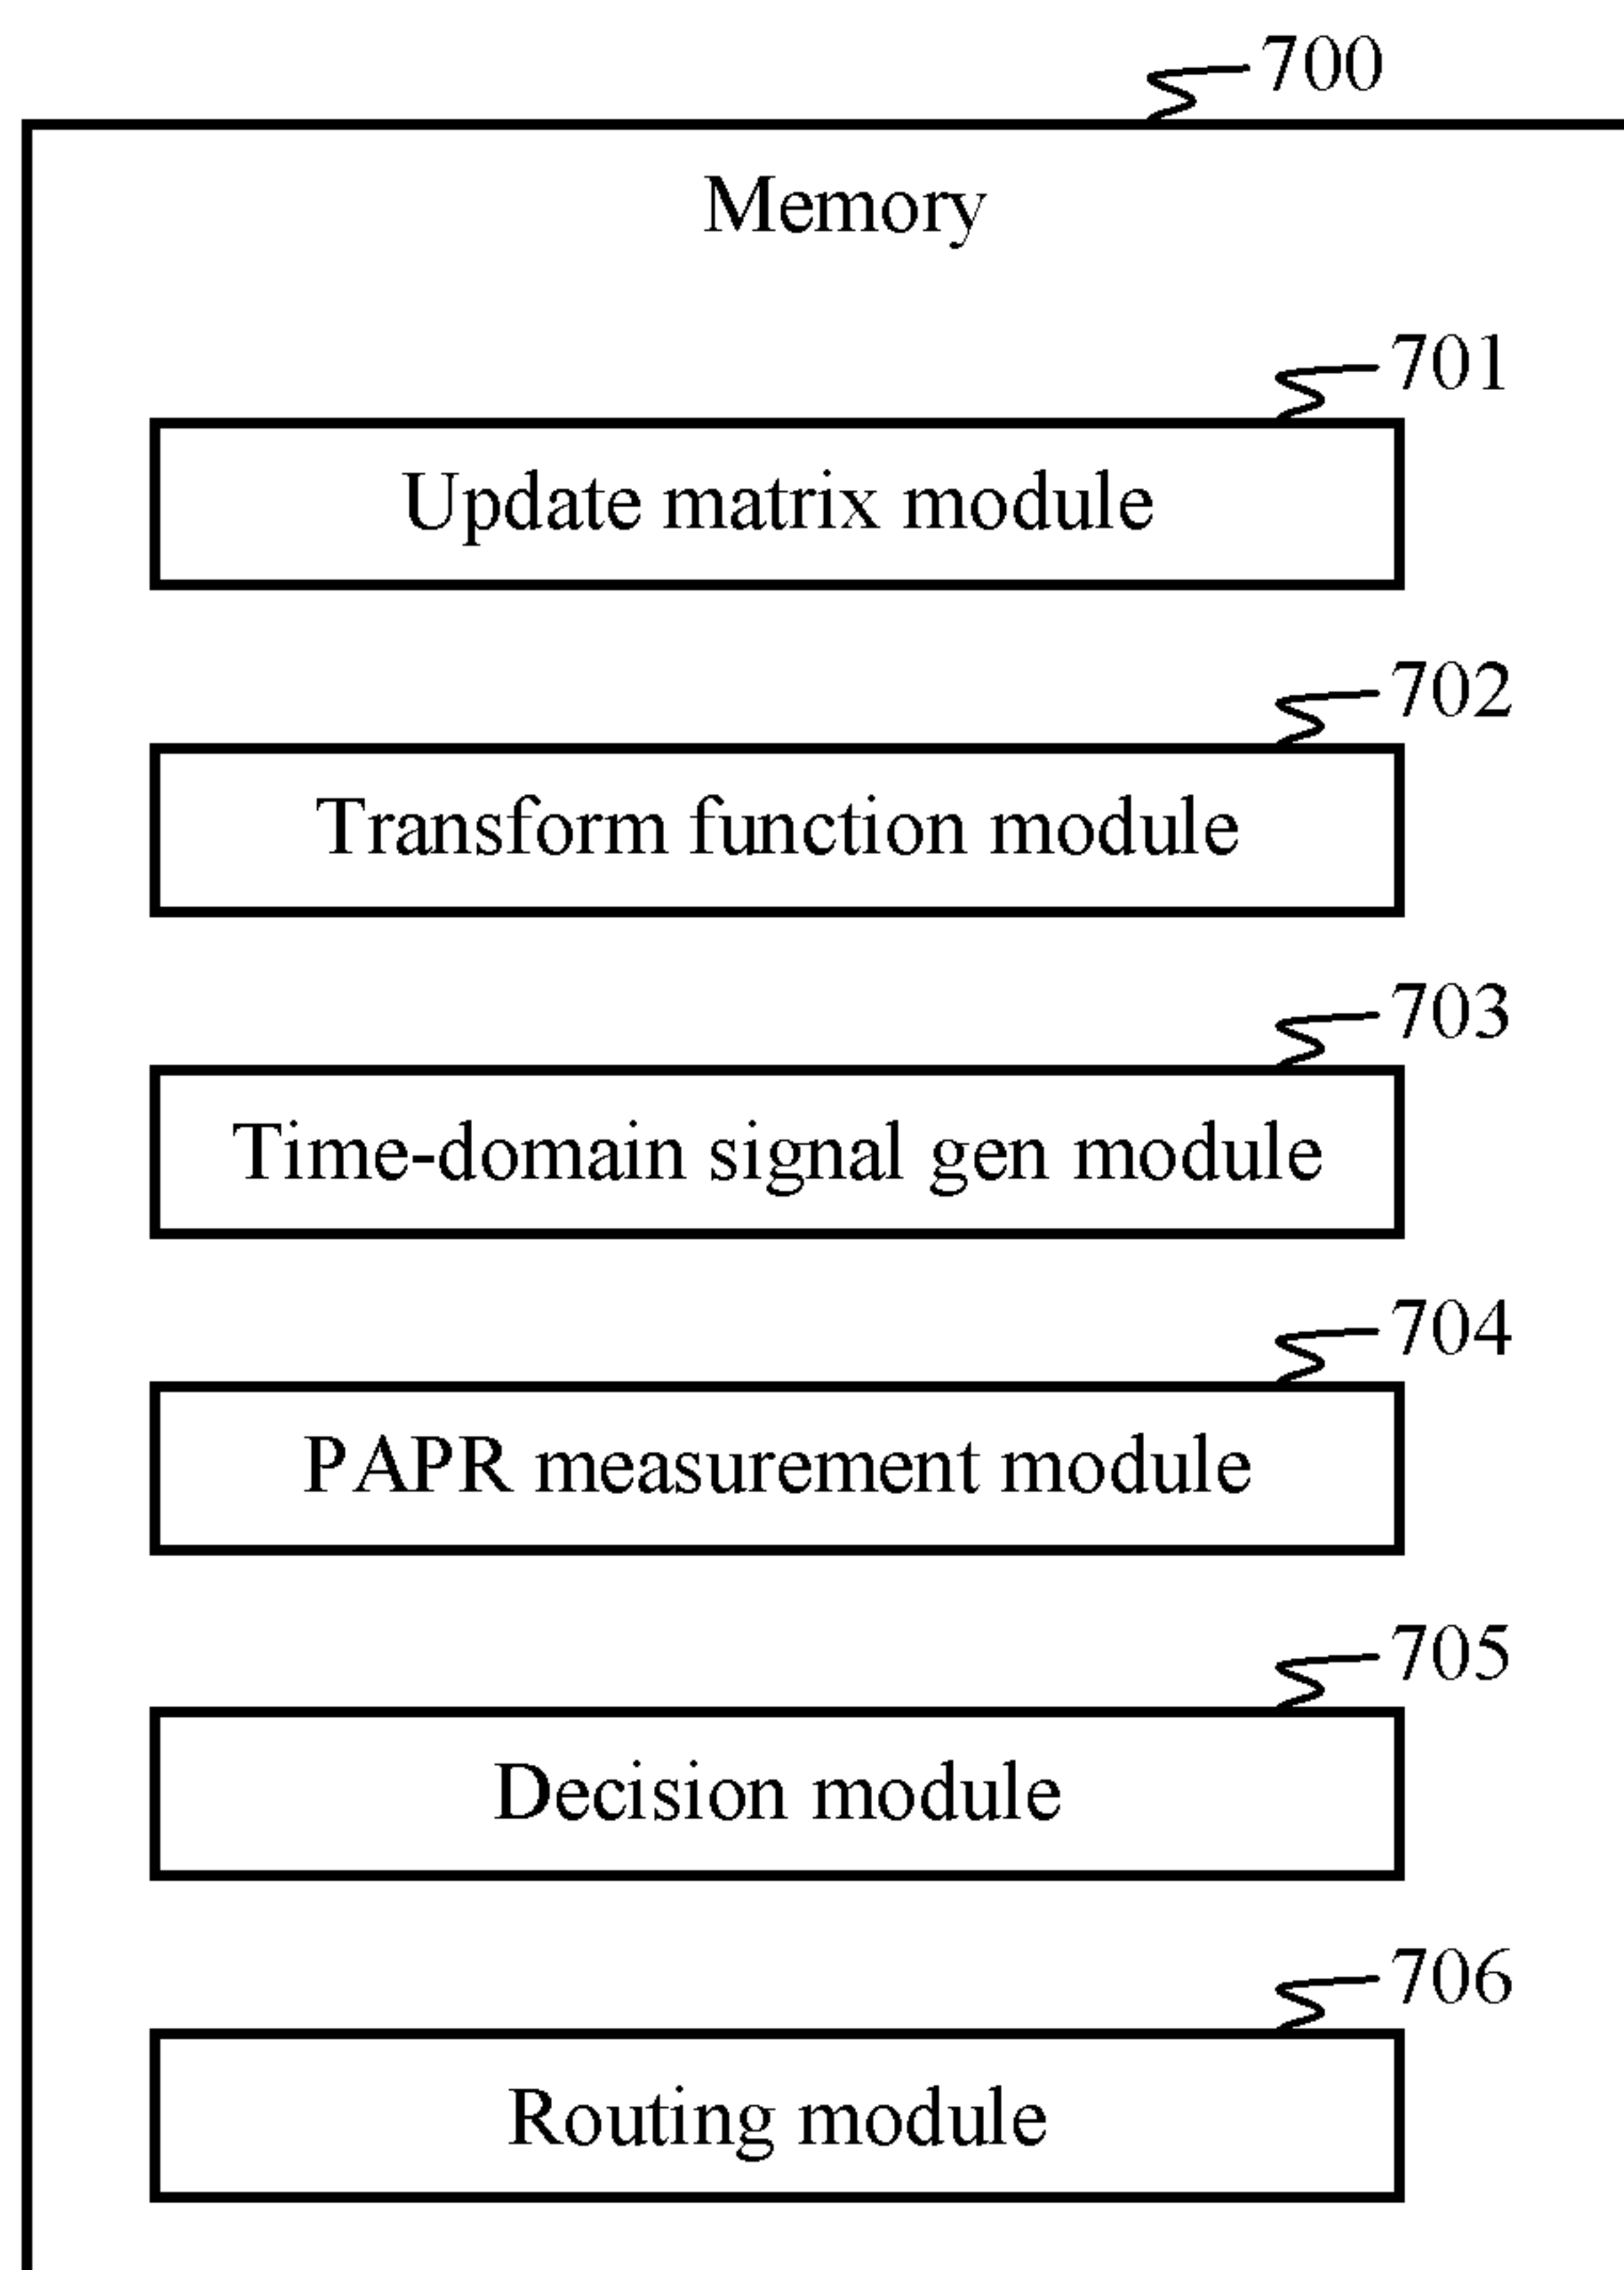 700
Memory
701
Update matrix module
702
Transform function module
703
Time-domain signal gen module
704
PAPR measurement module
705
Decision module
706
Routing module